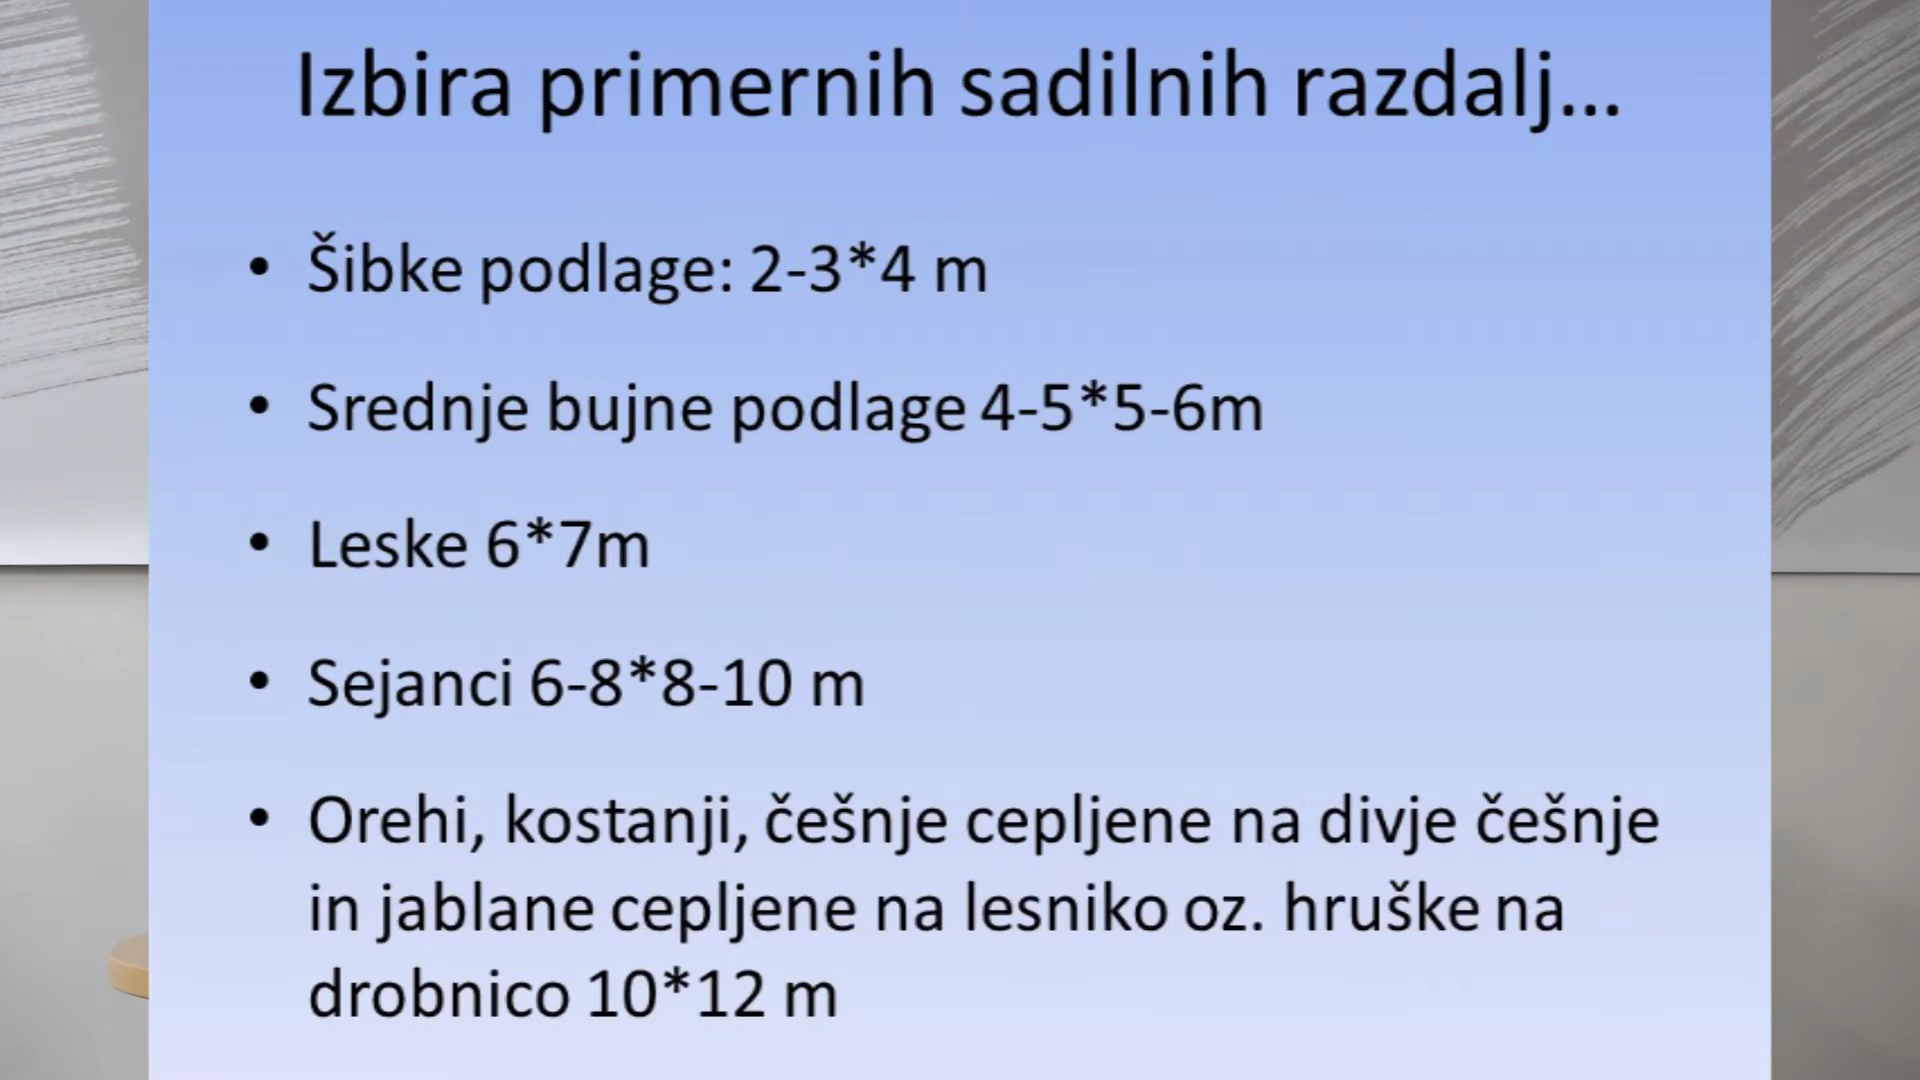 Izbira primernih sadilnih razdalj...
• Šibke podlage: 2-3*4 m
• Srednje bujne podlage 4-5*5-6m
• Leske 6*7m
• Sejanci 6-8*8-10 m
• Orehi, kostanji, češnje cepljene na divje češnje
in jablane cepljene na lesniko oz. hruške na
drobnico 10*12 m